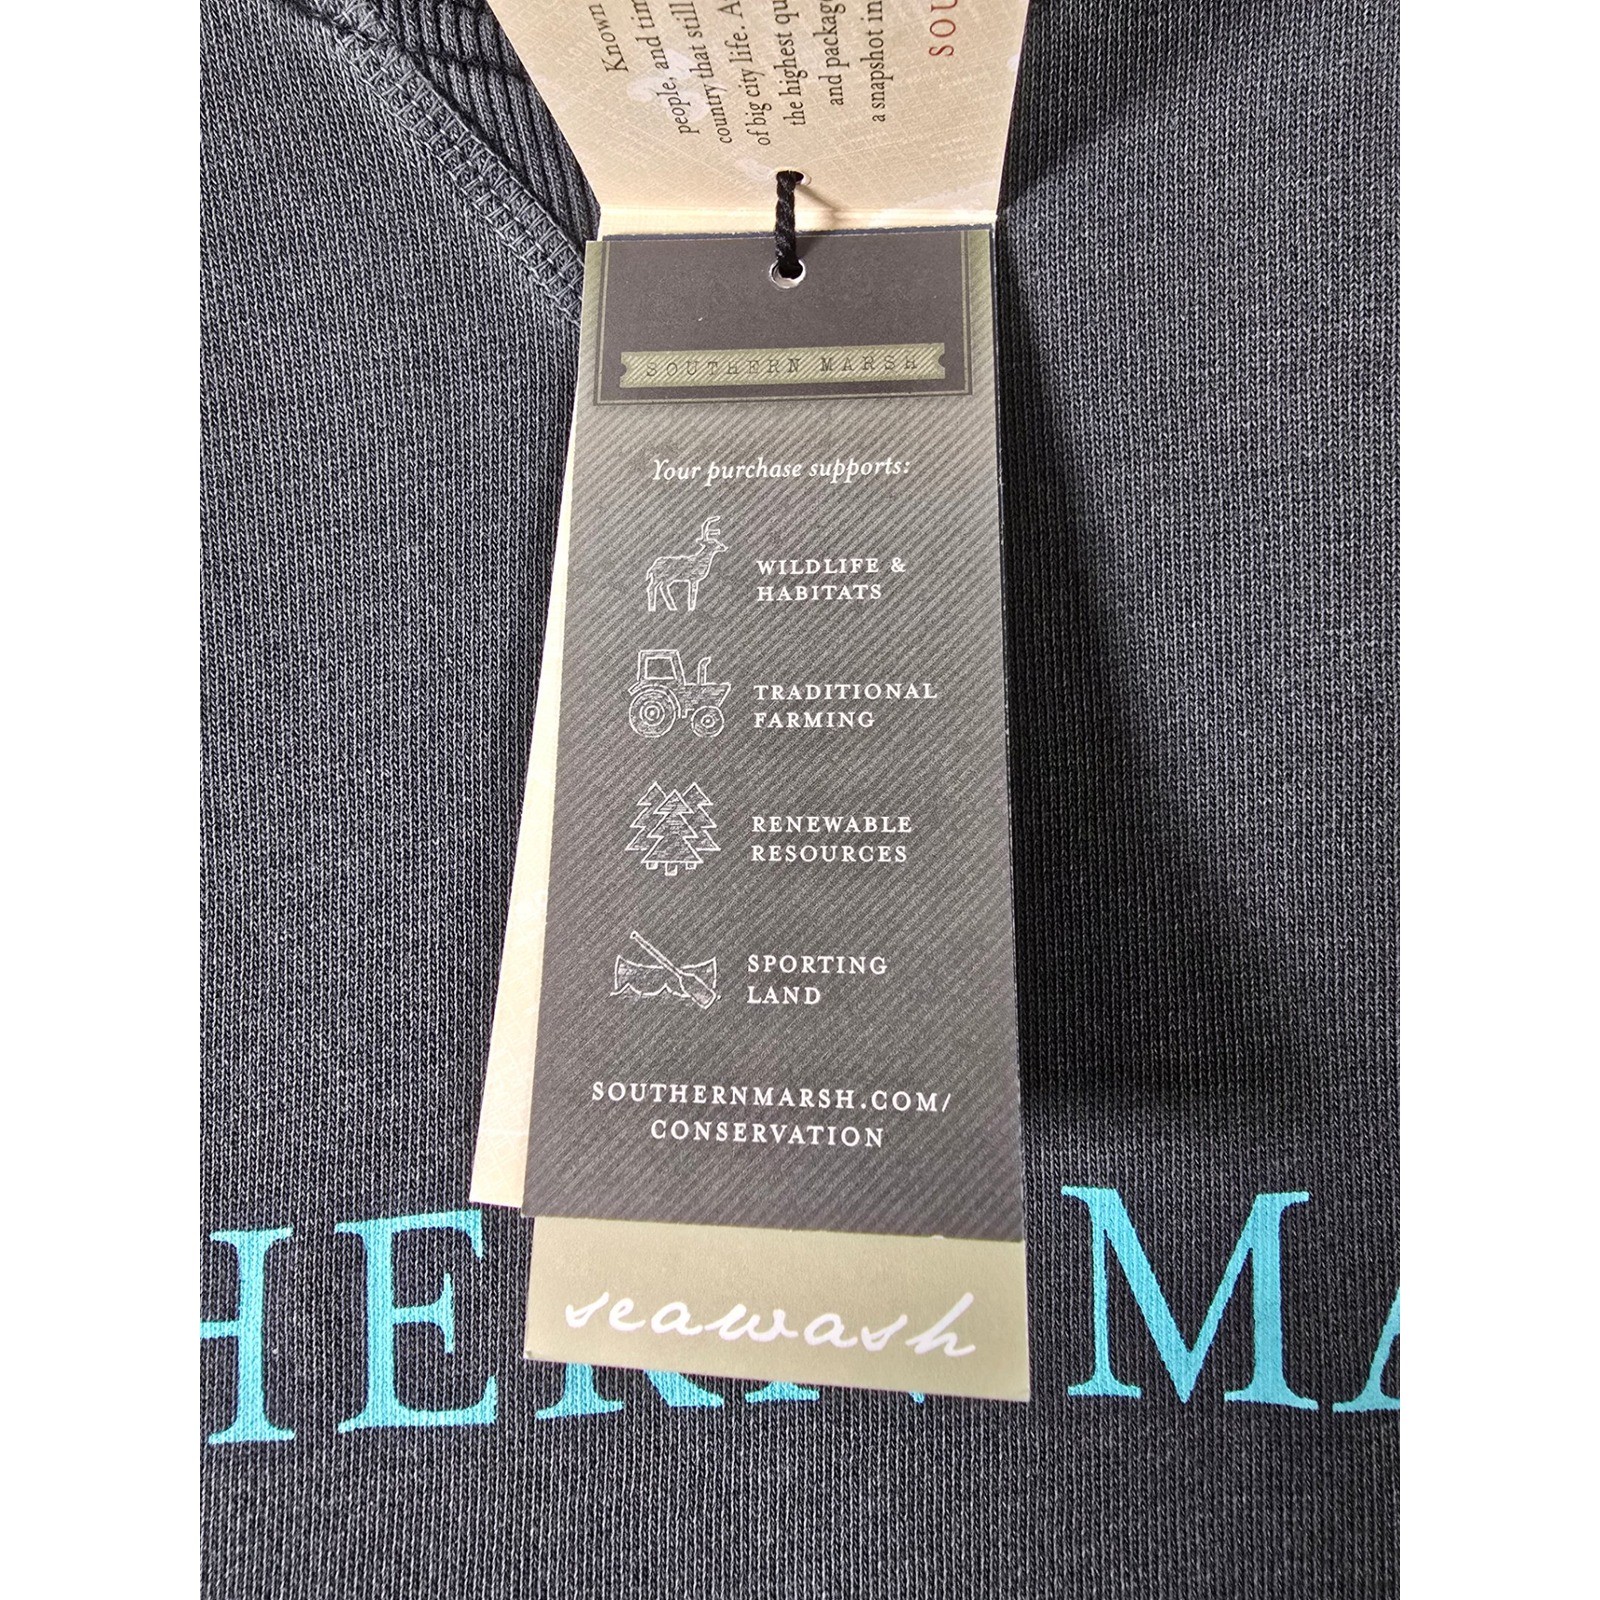 Known
people, and tim
country that still
of big city life. A
the highest qu
and package
a snapshot in
SOU
SOUTHERN MARSH
Your purchase supports:
WILDLIFE &
HABITATS
TRADITIONAL
FARMING
RENEWABLE
RESOURCES
SPORTING
LAND
SOUTHERNMARSH.COM/
CONSERVATION
seawash
HERN MA